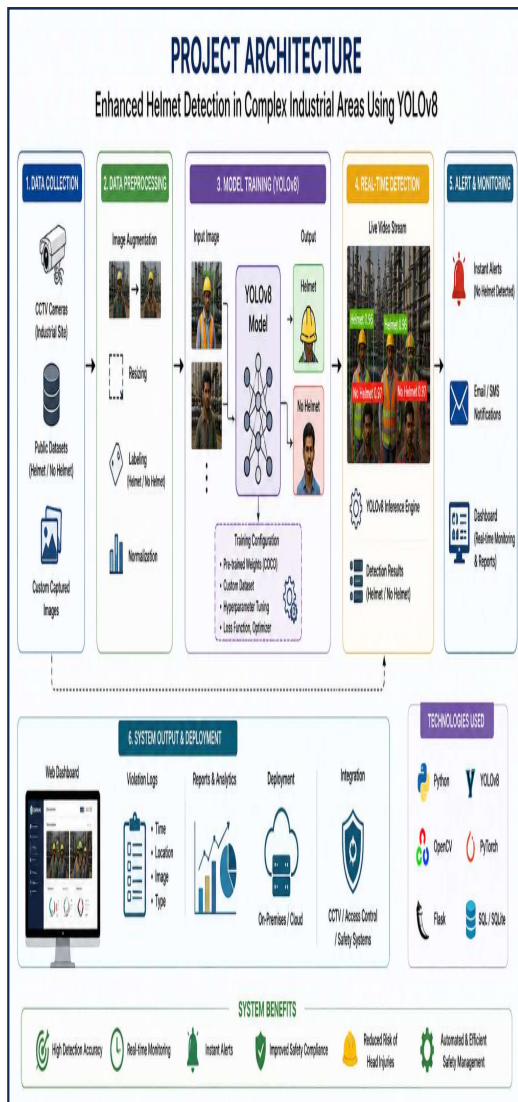 PROJECT ARCHITECTURE
Enhanced Helmet Detection in Complex Industrial Areas Using YOLOv8
1. DATA COLLECTION
CCTV Cameras
(Industrial Site)
Public Datasets
(Helmet / No Helmet)
Custom Captured
Images
2. DATA PREPROCESSING
Image Augmentation
Resizing
Labeling
(Helmet / No Helmet)
Normalization
3. MODEL TRAINING (YOLOv8)
Input Image
YOLOv8
Model
Output
Helmet
No Helmet
Training Configuration
• Pre-trained Weights (COCO)
• Custom Dataset
• Hyperparameter Tuning
• Loss Function, Optimizer
4. REAL-TIME DETECTION
Live Video Stream
Helmet 0.96
Helmet 0.96
No Helmet 0.97
No Helmet 0.97
YOLOv8 Inference Engine
Detection Results
(Helmet / No Helmet)
5. ALERT & MONITORING
Instant Alerts
(No Helmet Detected)
Email / SMS
Notifications
Dashboard
(Real-time Monitoring
& Reports)
6. SYSTEM OUTPUT & DEPLOYMENT
Web Dashboard
Violation Logs
• Time
• Location
• Image
• Type
Reports & Analytics
Deployment
On-Premises / Cloud
Integration
CCTV / Access Control
/ Safety Systems
TECHNOLOGIES USED
Python
YOLOv8
OpenCV
PyTorch
Flask
SQL / SQLite
SYSTEM BENEFITS
High Detection Accuracy
Real-time Monitoring
Instant Alerts
Improved Safety Compliance
Reduced Risk of
Head Injuries
Automated & Efficient
Safety Management